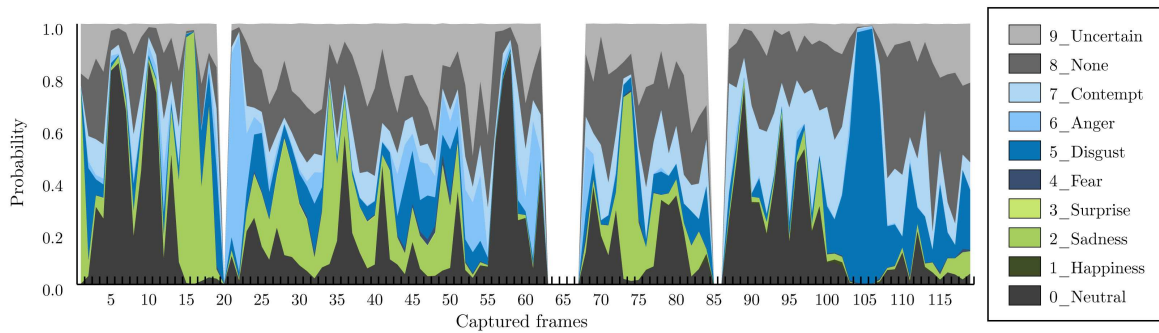 1.0
0.8
0.6
0.4
0.2
0.0
Probability
5 10 15 20 25 30 35 40 45 50 55 60 65 70 75 80 85 90 95 100 105 110 115
Captured frames
9_Uncertain
8_None
7_Contempt
6_Anger
5_Disgust
4_Fear
3_Surprise
2_Sadness
1_Happiness
0_Neutral